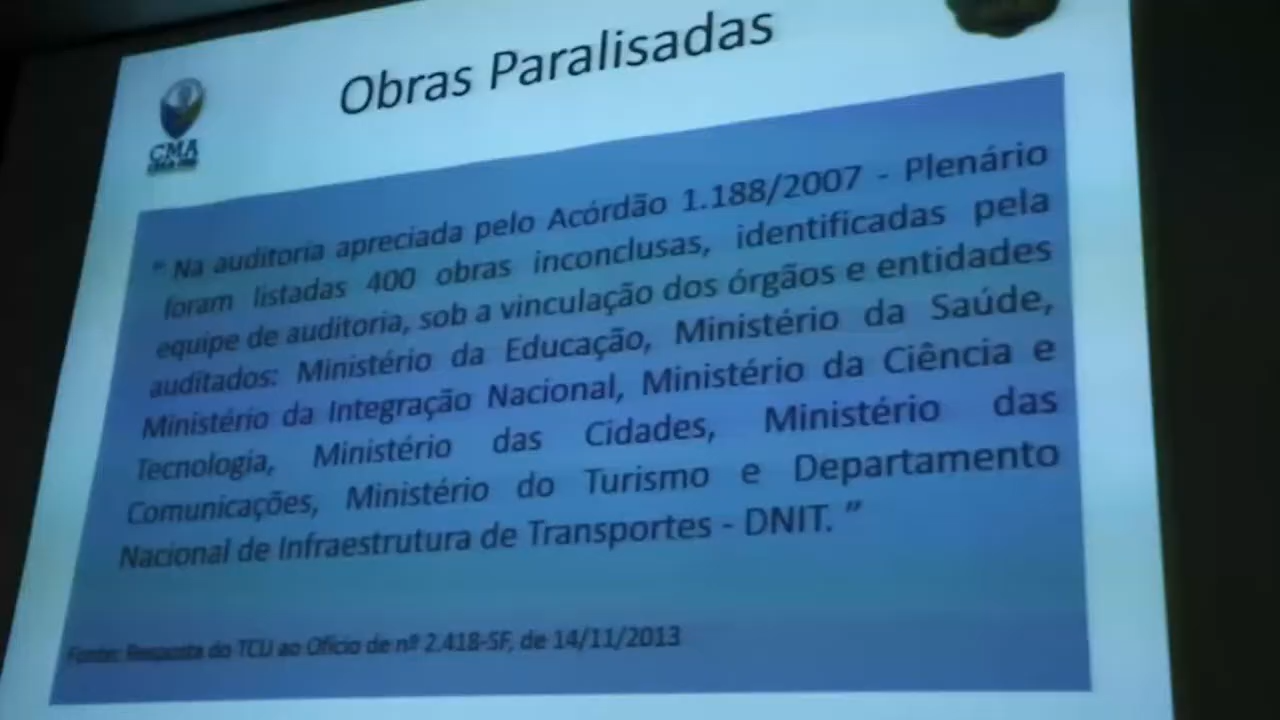 Obras Paralisadas
CMA
" Na auditoria apreciada pelo Acórdão 1.188/2007 - Plenário
foram listadas 400 obras inconclusas, identificadas pela
equipe de auditoria, sob a vinculação dos órgãos e entidades
auditados: Ministério da Educação, Ministério da Saúde,
Ministério da Integração Nacional, Ministério da Ciência e
Tecnologia, Ministério das Cidades, Ministério das
Comunicações, Ministério do Turismo e Departamento
Nacional de Infraestrutura de Transportes - DNIT. "
Fonte: Resposta do TCU ao Ofício de nº 2.418-SF, de 14/11/2013